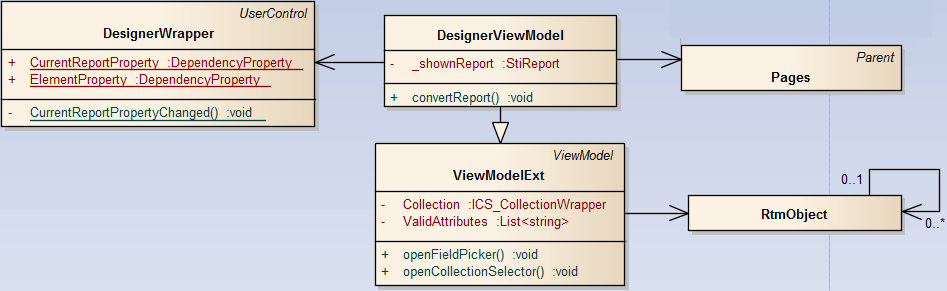 UserControl
DesignerWrapper
+ CurrentReportProperty :DependencyProperty
+ ElementProperty :DependencyProperty
- CurrentReportPropertyChanged() :void
DesignerViewModel
- _shownReport :StiReport
+ convertReport() :void
Parent
Pages
ViewModel
ViewModelExt
- Collection :ICS_CollectionWrapper
- ValidAttributes :List<string>
+ openFieldPicker() :void
+ openCollectionSelector() :void
0..1
RtmObject
0..*